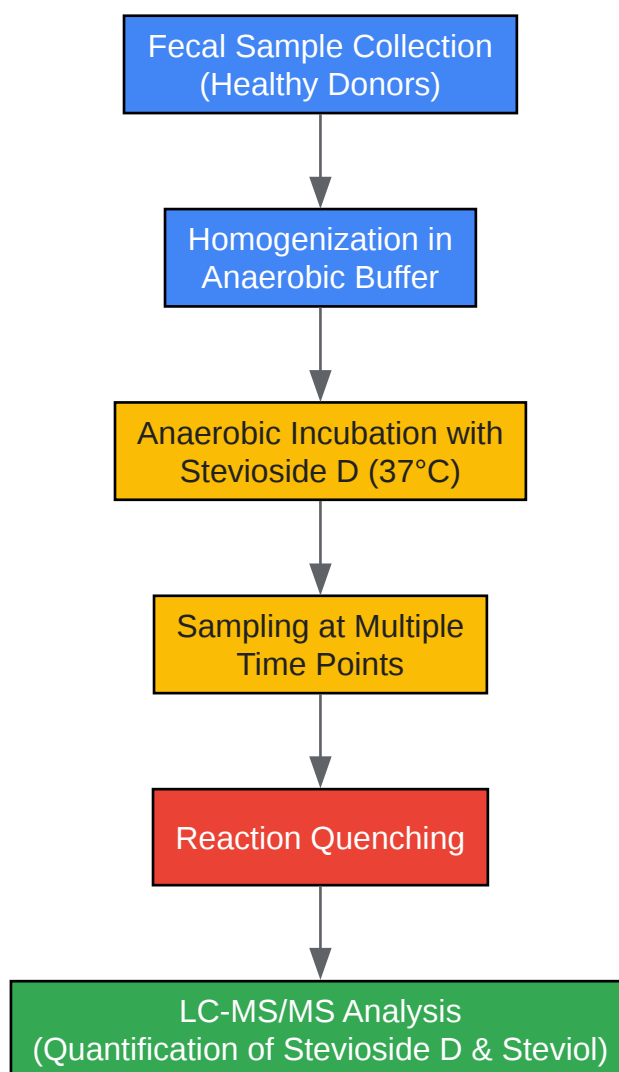 Fecal Sample Collection
(Healthy Donors)
Homogenization in
Anaerobic Buffer
Anaerobic Incubation with
Stevioside D (37°C)
Sampling at Multiple
Time Points
Reaction Quenching
LC-MS/MS Analysis
(Quantification of Stevioside D & Steviol)